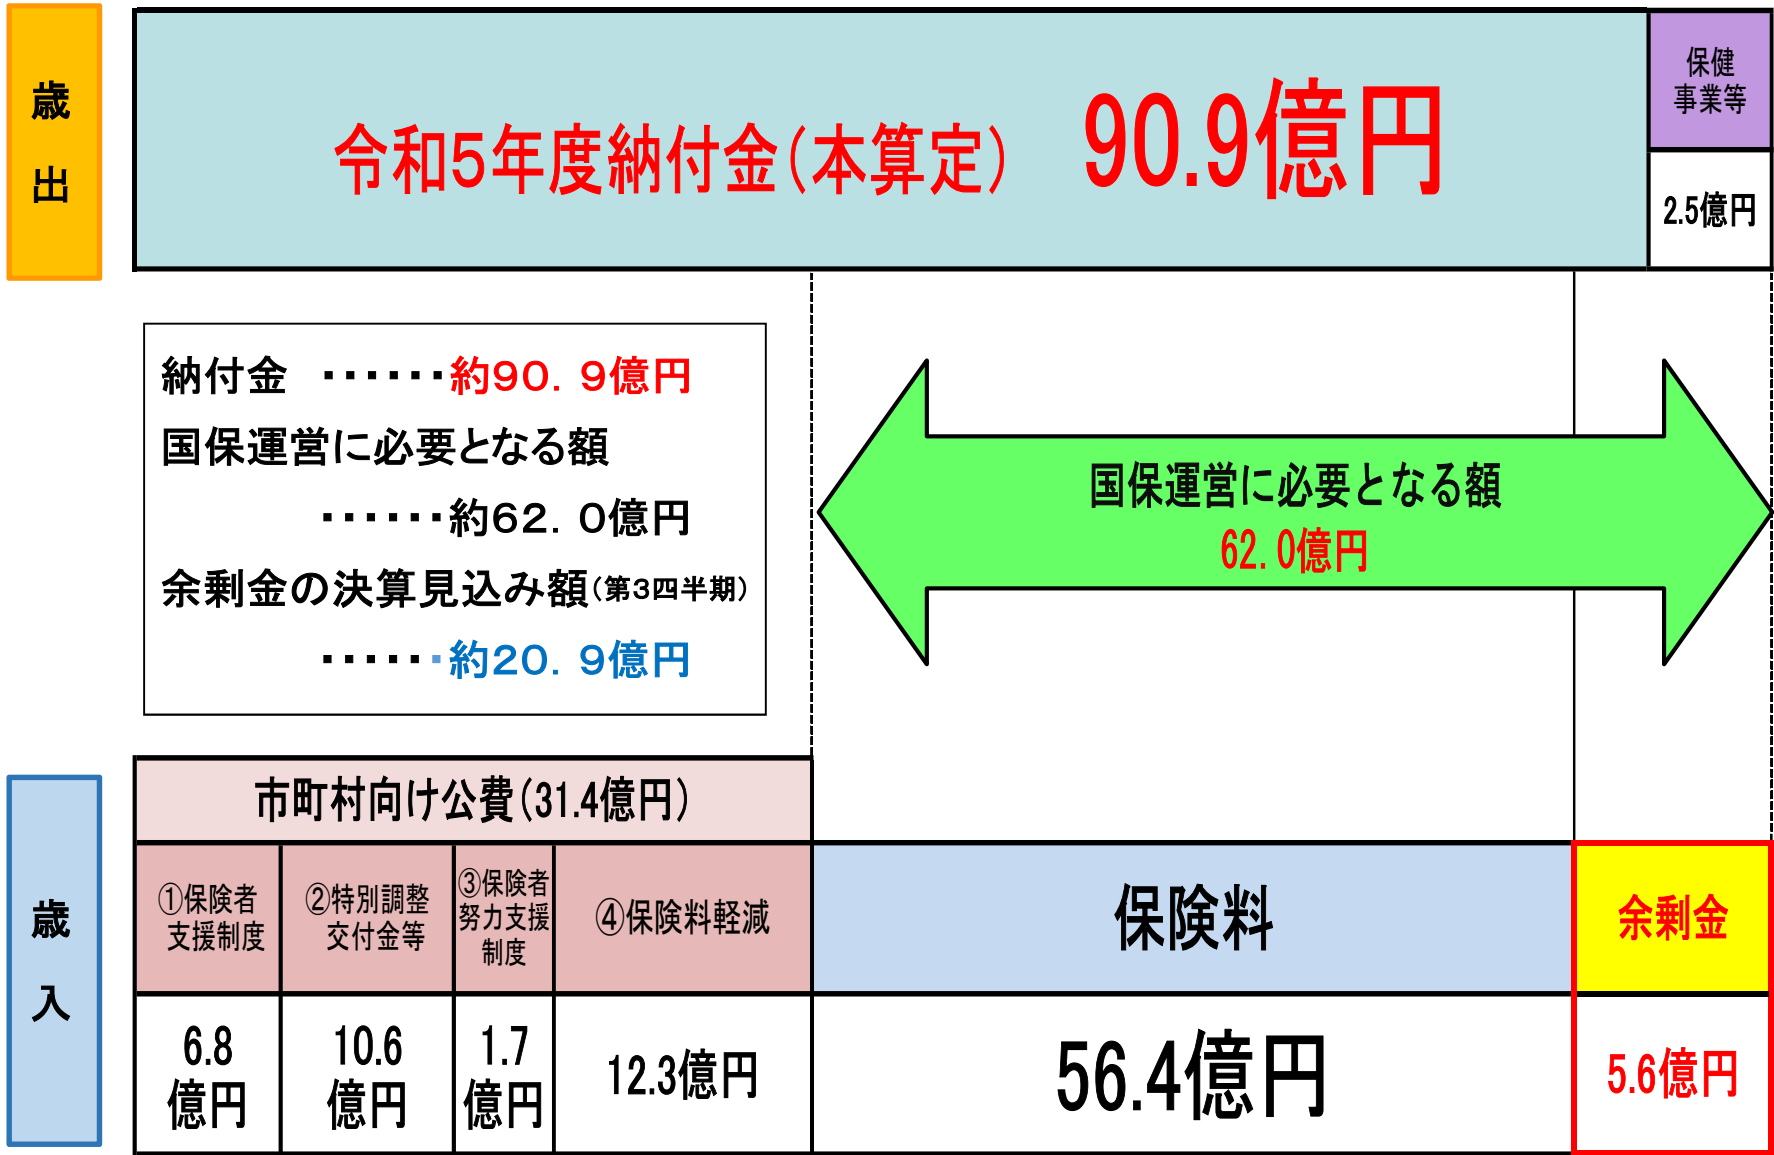 歳出
令和5年度納付金(本算定) 90.9億円
保健
事業等
2.5億円
納付金 ・・・・・・約90.9億円
国保運営に必要となる額
・・・・・・約62.0億円
余剰金の決算見込み額(第3四半期)
・・・・・・約20.9億円
国保運営に必要となる額
62.0億円
歳入
市町村向け公費(31.4億円)
①保険者
支援制度
②特別調整
交付金等
③保険者
努力支援
制度
④保険料軽減
保険料
余剰金
6.8
億円
10.6
億円
1.7
億円
12.3億円
56.4億円
5.6億円